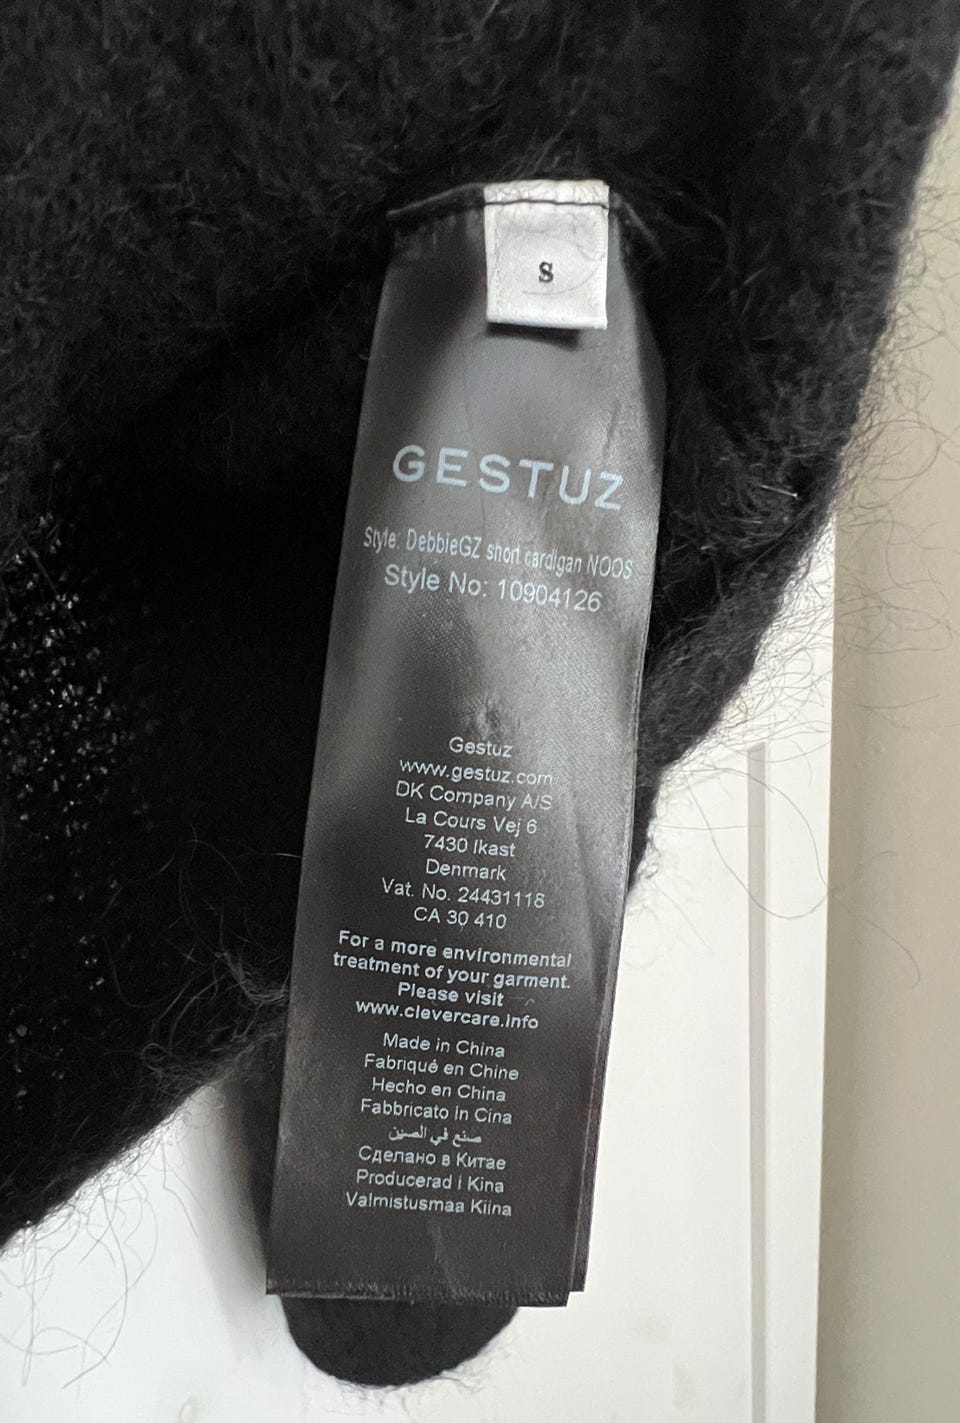 S
GESTUZ
Style: DebbieGZ short cardigan NOOS
Style No: 10904126
Gestuz
www.gestuz.com
DK Company A/S
La Cours Vej 6
7430 Ikast
Denmark
Vat. No. 24431118
CA 30 410
For a more environmental
treatment of your garment.
Please visit
www.clevercare.info
Made in China
Fabriqué en Chine
Hecho en China
Fabbricato in Cina
صنع في الصين
Сделано в Китае
Producerad i Kina
Valmistusmaa Kiina